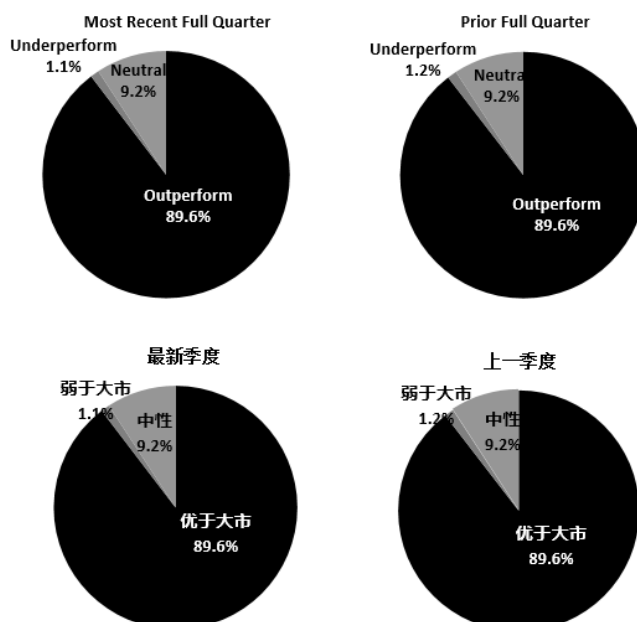 Most Recent Full Quarter
Underperform
1.1%
Neutral
9.2%
Outperform
89.6%
Prior Full Quarter
Underperform
1.2%
Neutral
9.2%
Outperform
89.6%
最新季度
弱于大市
1.1%
中性
9.2%
优于大市
89.6%
上一季度
弱于大市
1.2%
中性
9.2%
优于大市
89.6%